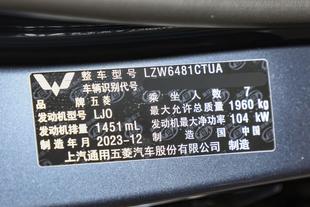 整车型号 LZW6481CTUA
车辆识别代号
品牌 五菱 乘坐人数 7
发动机型号 LJO 最大允许总质量 1960 kg
发动机排量 1451 mL 发动机最大净功率 104 kW
制造年月 2023-12 制造国 中国
上汽通用五菱汽车股份有限公司 制造